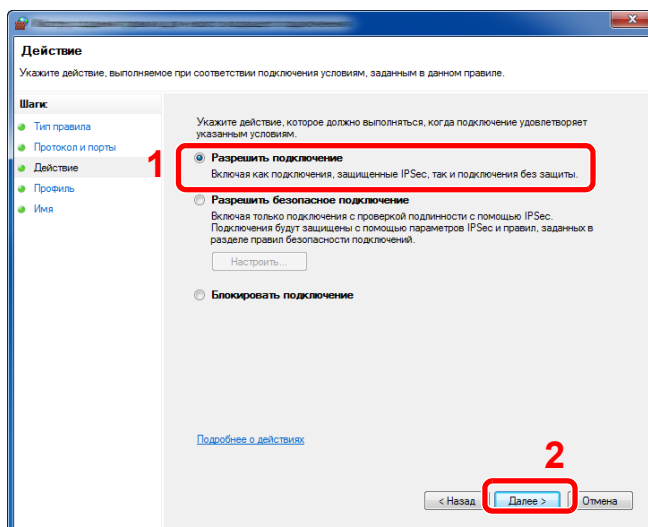 Действие
Укажите действие, выполняемое при соответствии подключения условиям, заданным в данном правиле.
Шаги:
Тип правила
Протокол и порты
Действие
Профиль
Имя
Укажите действие, которое должно выполняться, когда подключение удовлетворяет
указанным условиям.
1
Разрешить подключение
Включая как подключения, защищенные IPSec, так и подключения без защиты.
Разрешить безопасное подключение
Включая только подключения с проверкой подлинности с помощью IPSec.
Подключения будут защищены с помощью параметров IPSec и правил, заданных в
разделе правил безопасности подключений.
Настроить...
Блокировать подключение
Подробнее о действиях
2
< Назад
Далее >
Отмена